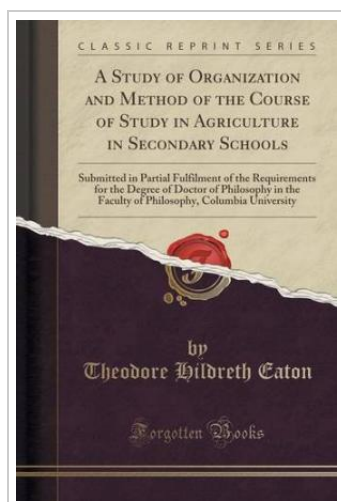 CLASSIC REPRINT SERIES
A Study of Organization
and Method of the Course
of Study in Agriculture
in Secondary Schools
Submitted in Partial Fulfilment of the Requirements
for the Degree of Doctor of Philosophy in the
Faculty of Philosophy, Columbia University
by
Theodore Hildreth Eaton
Forgotten Books